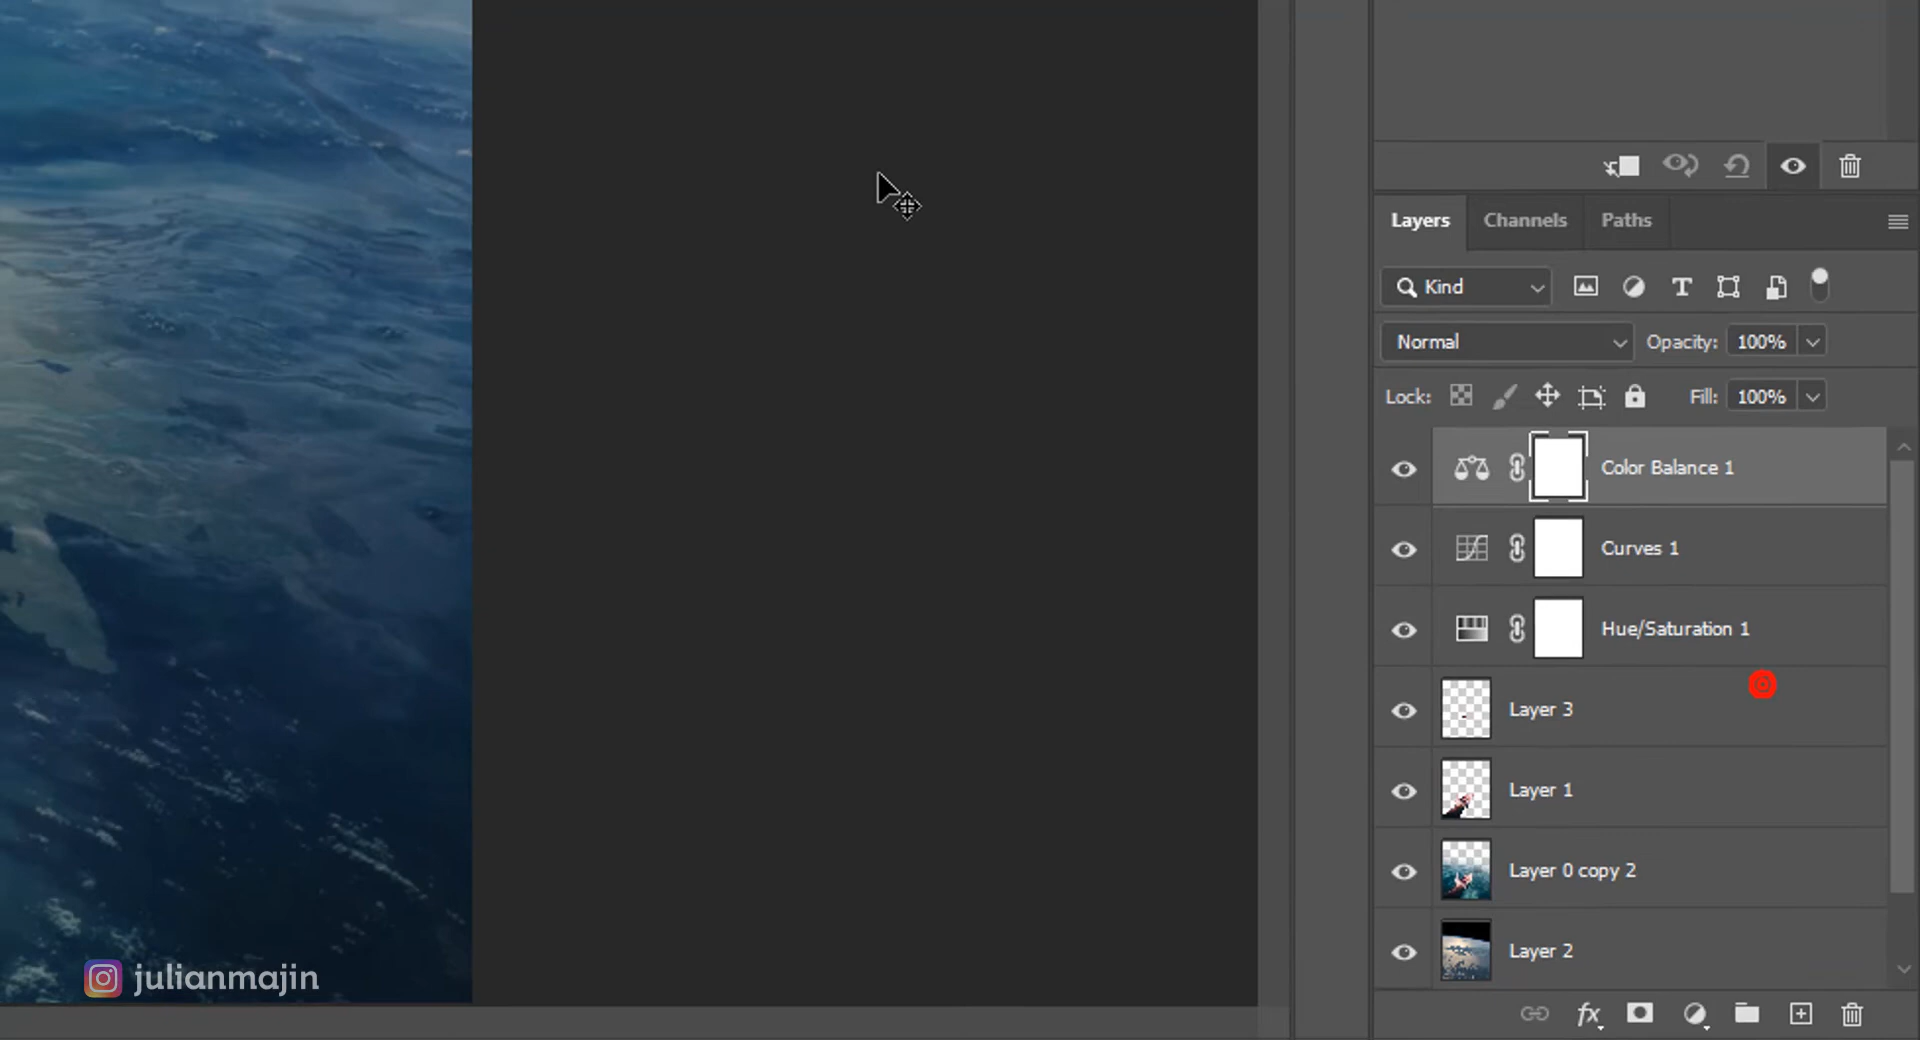 Layers Channels Paths
Kind
Normal Opacity: 100%
Lock: Fill: 100%
Color Balance 1
Curves 1
Hue/Saturation 1
Layer 3
Layer 1
Layer 0 copy 2
Layer 2
fx
julianmajin